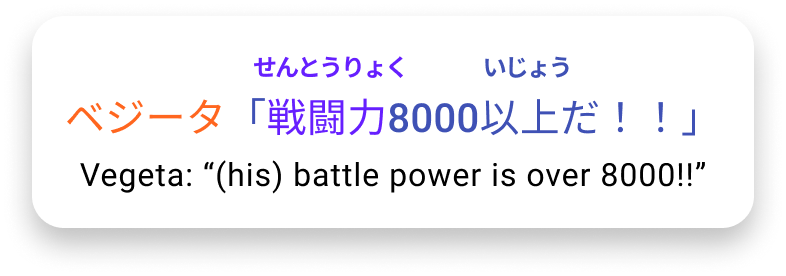 せんとうりょく いじょう
ベジータ「戦闘力8000以上だ！！」
Vegeta: “(his) battle power is over 8000!!”